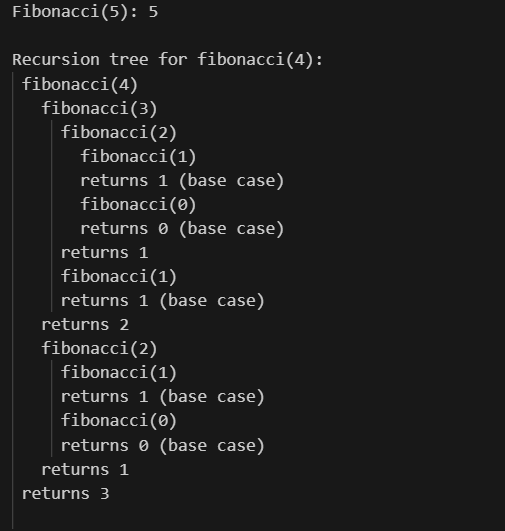 Fibonacci(5): 5
Recursion tree for fibonacci(4):
fibonacci(4)
fibonacci(3)
fibonacci(2)
fibonacci(1)
returns 1 (base case)
fibonacci(0)
returns 0 (base case)
returns 1
fibonacci(1)
returns 1 (base case)
returns 2
fibonacci(2)
fibonacci(1)
returns 1 (base case)
fibonacci(0)
returns 0 (base case)
returns 1
returns 3